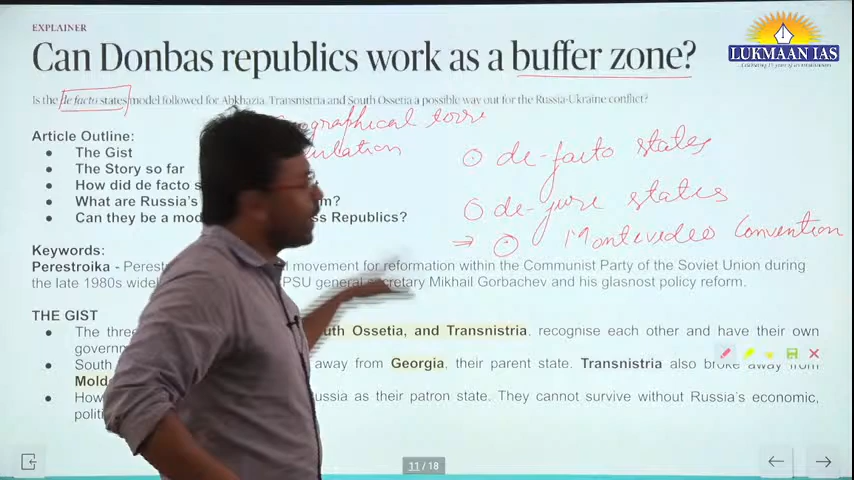 EXPLAINER
Can Donbas republics work as a buffer zone?
LUKMAAN IAS
Is the de facto states model followed for Abkhazia, Transnistria and South Ossetia a possible way out for the Russia-Ukraine conflict?
graphical
Article Outline:
● The Gist
● The Story so far
● How did de facto s
● What are Russia's m?
● Can they be a mod ss Republics?
⊙ de-facto states
⊙ de-jure states
⇒ ⊙ Montevideo Convention
Keywords:
Perestroika - Perest l movement for reformation within the Communist Party of the Soviet Union during
the late 1980s widel PSU general secretary Mikhail Gorbachev and his glasnost policy reform.
THE GIST
● The three uth Ossetia, and Transnistria, recognise each other and have their own
governm
● South away from Georgia, their parent state. Transnistria also broke away from
Mold
● How ussia as their patron state. They cannot survive without Russia's economic,
politi
11 / 18